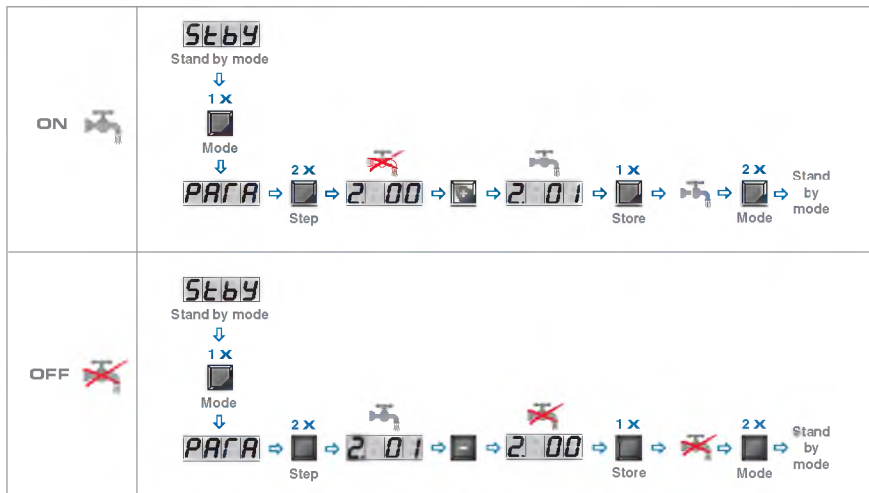 Stby
Stand by mode
1 X
ON
Mode
2 X 1 X 2 X
PArA 2. 00 + 2. 01 Stand by mode
Step Store Mode
Stby
Stand by mode
1 X
OFF
Mode
2 X 1 X 2 X
PArA 2. 01 - 2. 00 Stand by mode
Step Store Mode